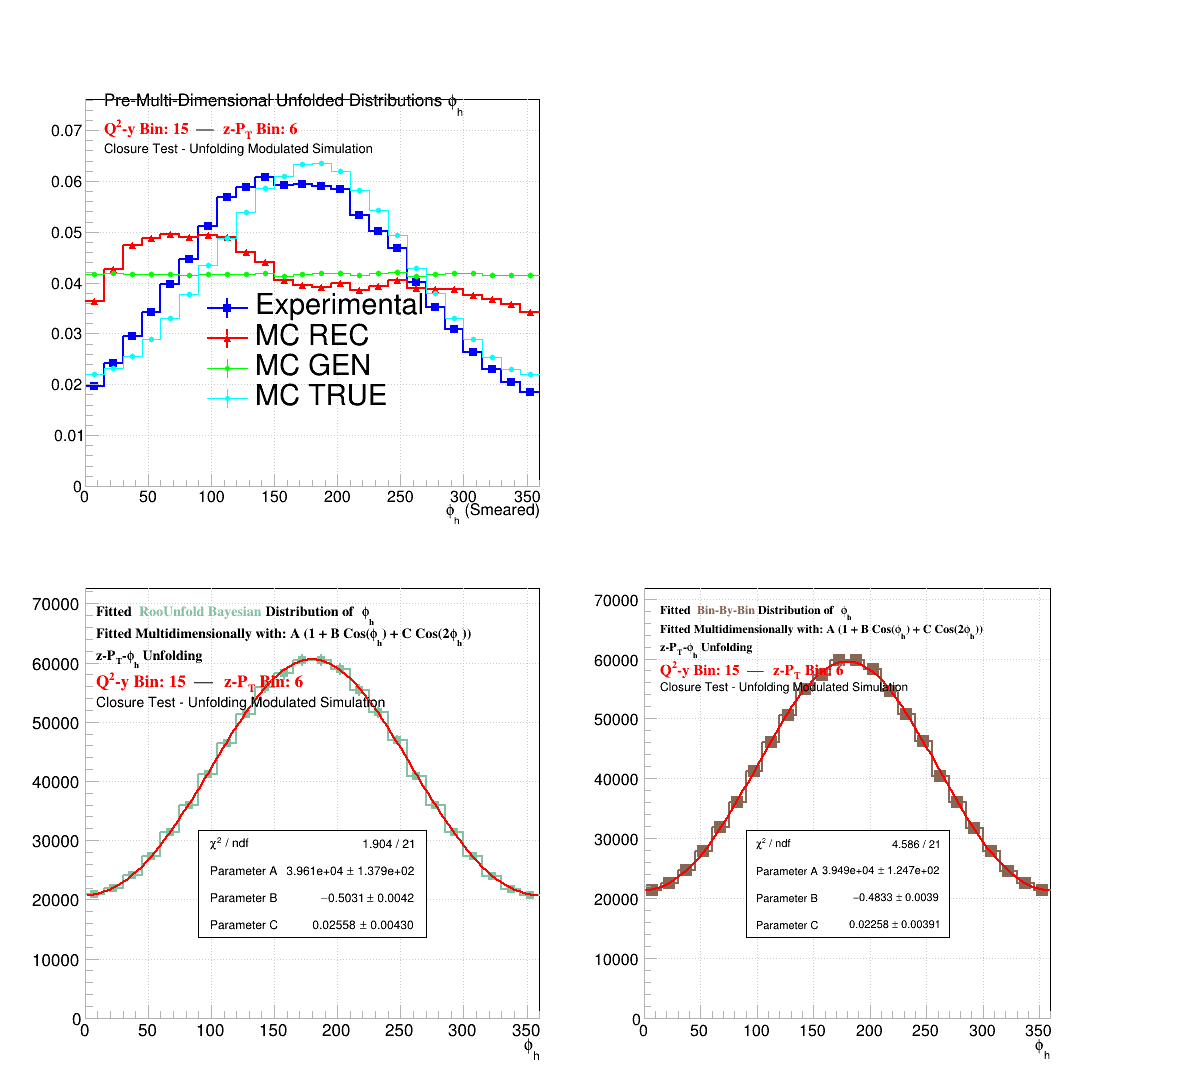 Pre-Multi-Dimensional Unfolded Distributions ϕh
Q²-y Bin: 15 — z-PT Bin: 6
Closure Test - Unfolding Modulated Simulation
0.07
0.06
0.05
0.04
0.03
0.02
0.01
0
Experimental
MC REC
MC GEN
MC TRUE
0 50 100 150 200 250 300 350
ϕh (Smeared)
Fitted RooUnfold Bayesian Distribution of ϕh
Fitted Multidimensionally with: A (1 + B Cos(ϕh) + C Cos(2ϕh))
z-PT-ϕh Unfolding
Q²-y Bin: 15 — z-PT Bin: 6
Closure Test - Unfolding Modulated Simulation
70000
60000
50000
40000
30000
20000
10000
0
χ² / ndf 1.904 / 21
Parameter A 3.961e+04 ± 1.379e+02
Parameter B −0.5031 ± 0.0042
Parameter C 0.02558 ± 0.00430
0 50 100 150 200 250 300 350
ϕh
Fitted Bin-By-Bin Distribution of ϕh
Fitted Multidimensionally with: A (1 + B Cos(ϕh) + C Cos(2ϕh))
z-PT-ϕh Unfolding
Q²-y Bin: 15 — z-PT Bin: 6
Closure Test - Unfolding Modulated Simulation
70000
60000
50000
40000
30000
20000
10000
0
χ² / ndf 4.586 / 21
Parameter A 3.949e+04 ± 1.247e+02
Parameter B −0.4833 ± 0.0039
Parameter C 0.02258 ± 0.00391
0 50 100 150 200 250 300 350
ϕh